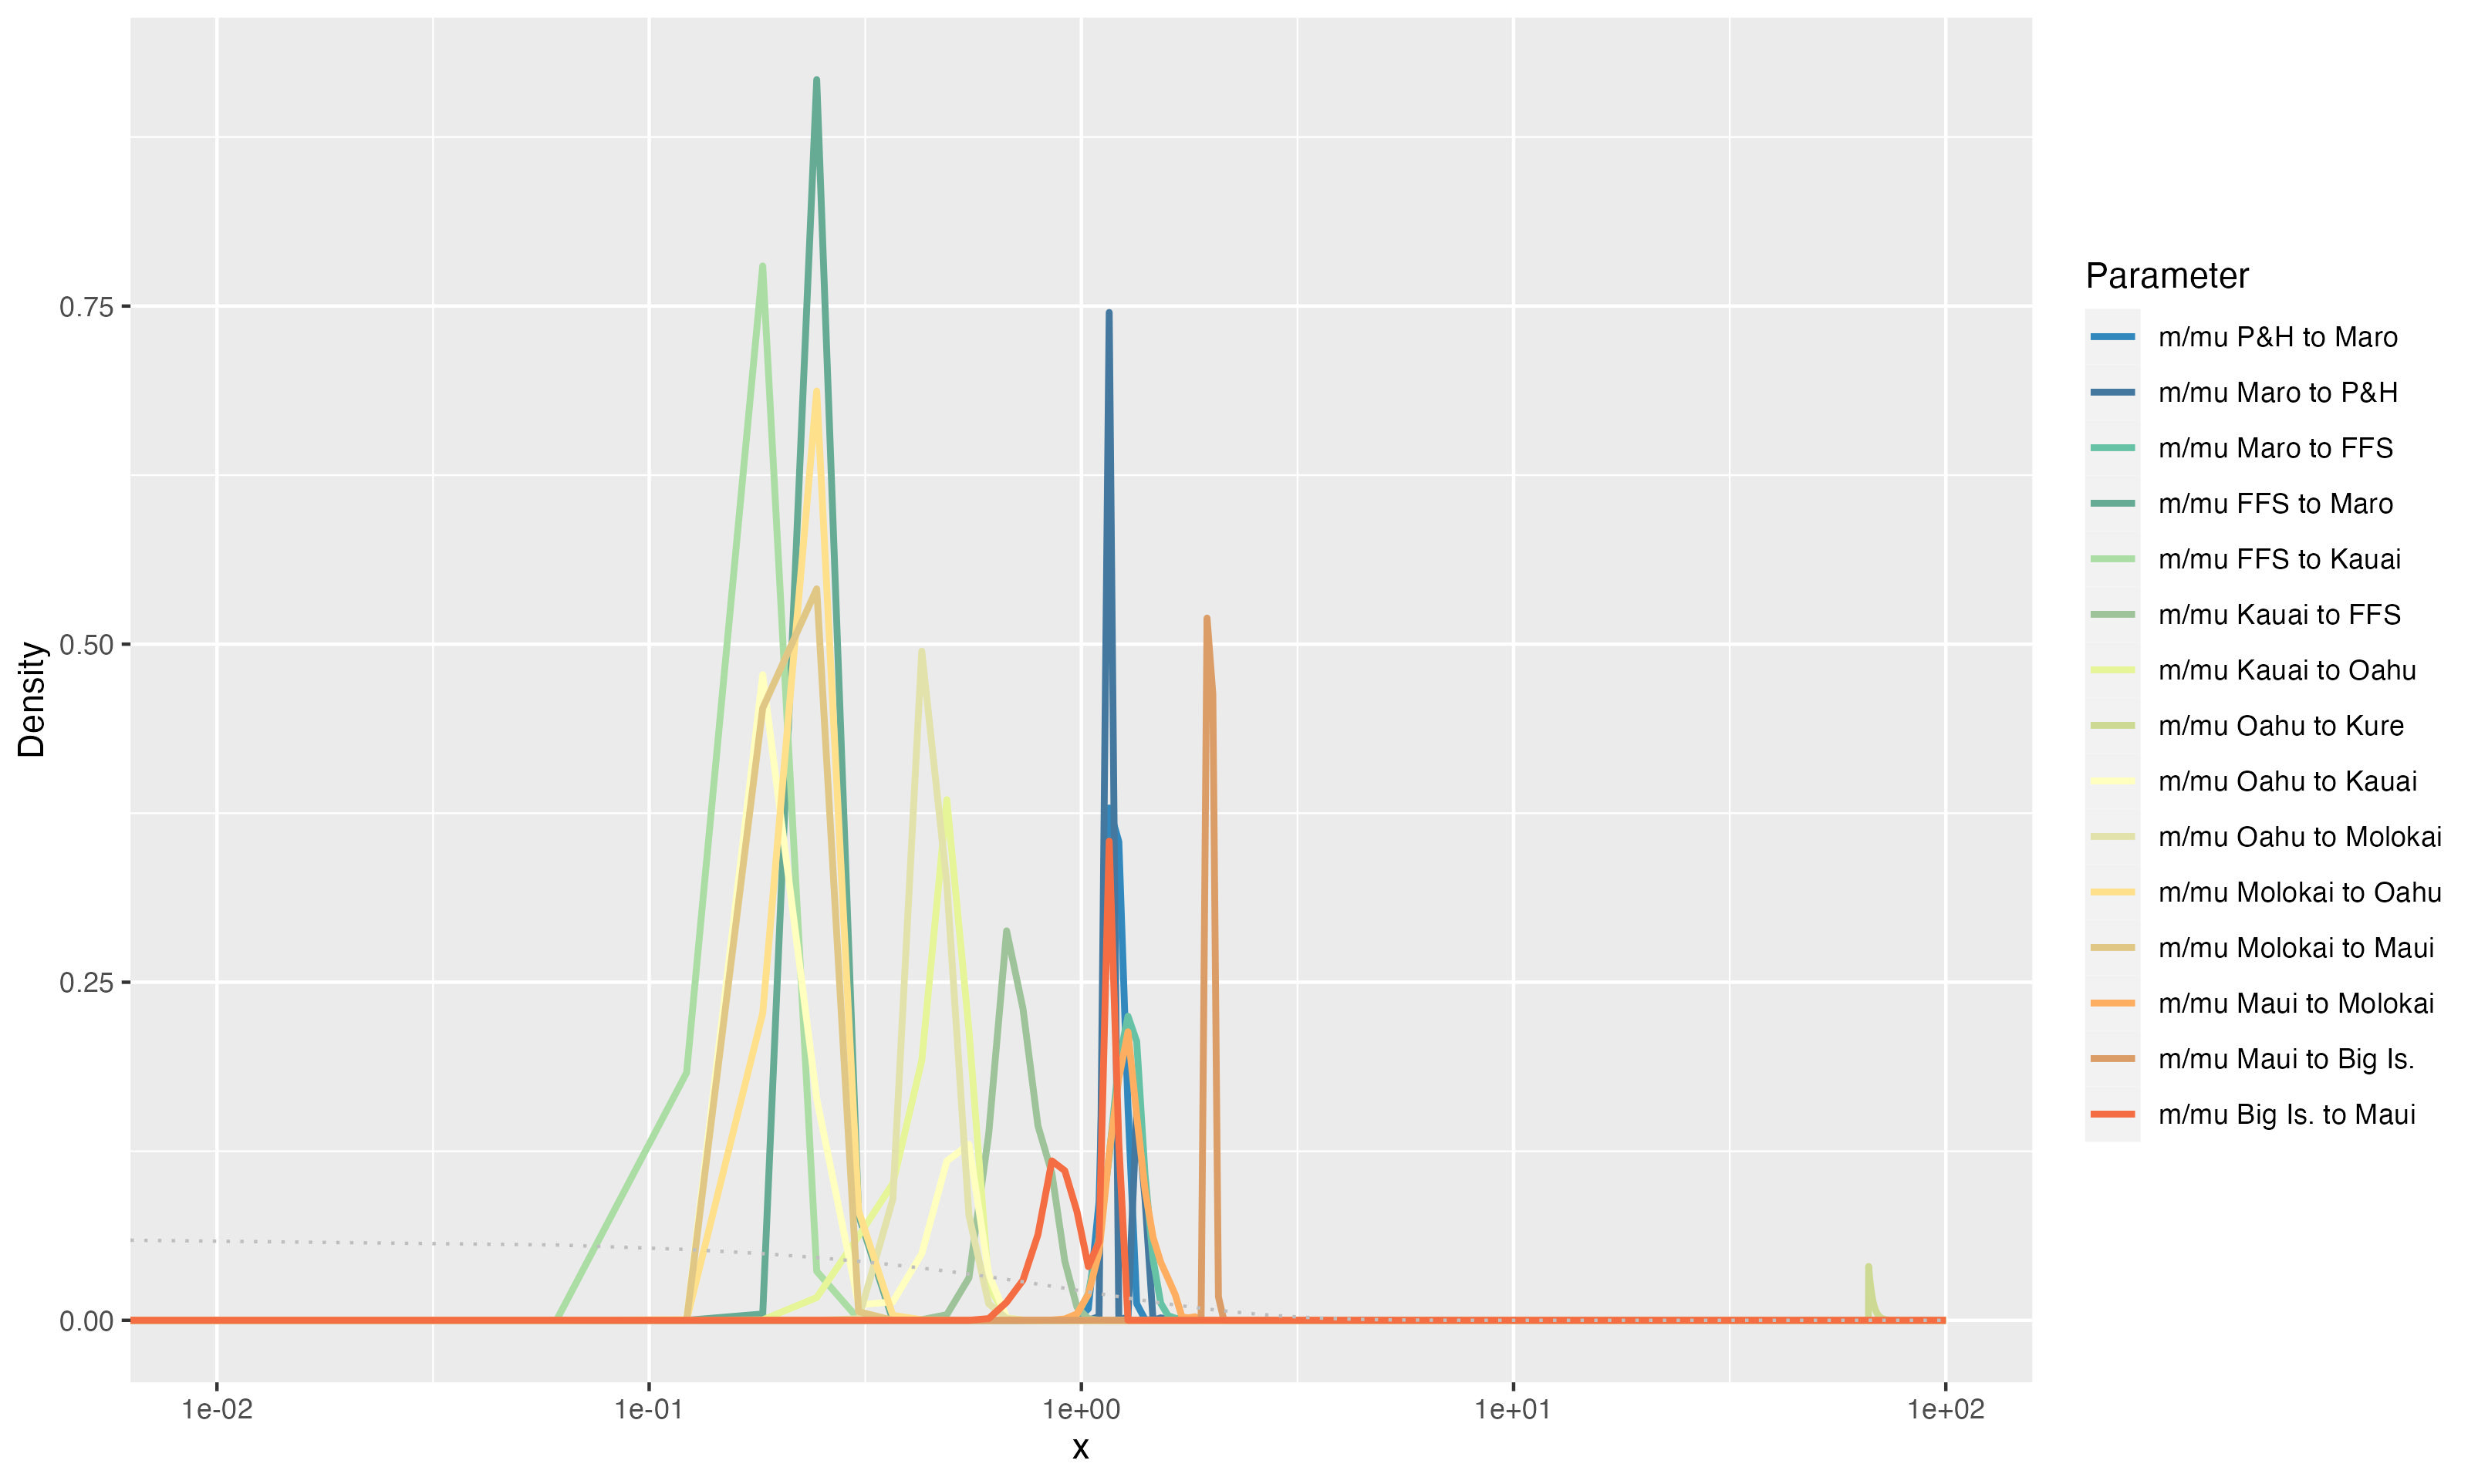 Density
0.75
0.50
0.25
0.00
1e-02
1e-01
1e+00
1e+01
1e+02
x
Parameter
m/mu P&H to Maro
m/mu Maro to P&H
m/mu Maro to FFS
m/mu FFS to Maro
m/mu FFS to Kauai
m/mu Kauai to FFS
m/mu Kauai to Oahu
m/mu Oahu to Kure
m/mu Oahu to Kauai
m/mu Oahu to Molokai
m/mu Molokai to Oahu
m/mu Molokai to Maui
m/mu Maui to Molokai
m/mu Maui to Big Is.
m/mu Big Is. to Maui